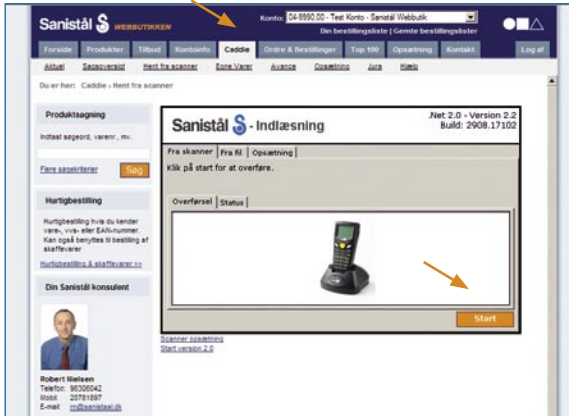 Sanistål S WEBBUTIKKEN
Konto: 04-9990.00 - Test Konto - Sanistål Webbutik
Din bestillingsliste | Gemte bestillingslister
Forside Produkter Tilbud Kontoinfo Caddie Ordre & Bestillinger Top 100 Opsætning Kontakt Log af
Aktuel Sagsoversigt Hent fra scanner Egne Varer Avance Opsætning Jura Hjælp
Du er her: Caddie › Hent fra scanner
Produktsøgning
Indtast søgeord, varenr., mv.
Flere søgekriterier Søg
Hurtigbestilling
Hurtigbestilling hvis du kender
vare-, vvs- eller EAN-nummer.
Kan også benyttes til bestilling af
skaffevarer
Hurtigbestilling & skaffevarer >>
Din Sanistål konsulent
Robert Nielsen
Telefon: 96306042
Mobil: 20781897
E-mail: rn@sanistaal.dk
Sanistål S - Indlæsning
.Net 2.0 - Version 2.2
Build: 2908.17102
Fra skanner Fra fil Opsætning
Klik på start for at overføre.
Overførsel Status
Start
Scanner opsætning
Start version 2.0